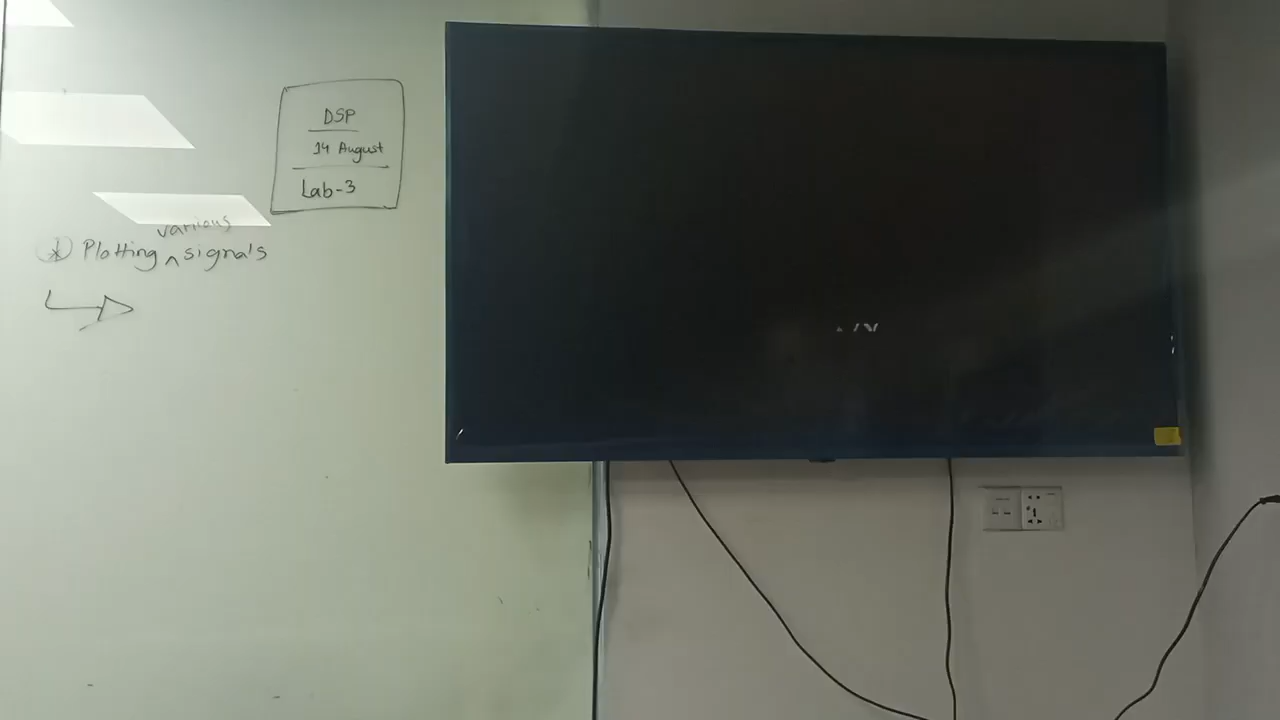 DSP
14 August
Lab-3
various
Plotting ^ signals